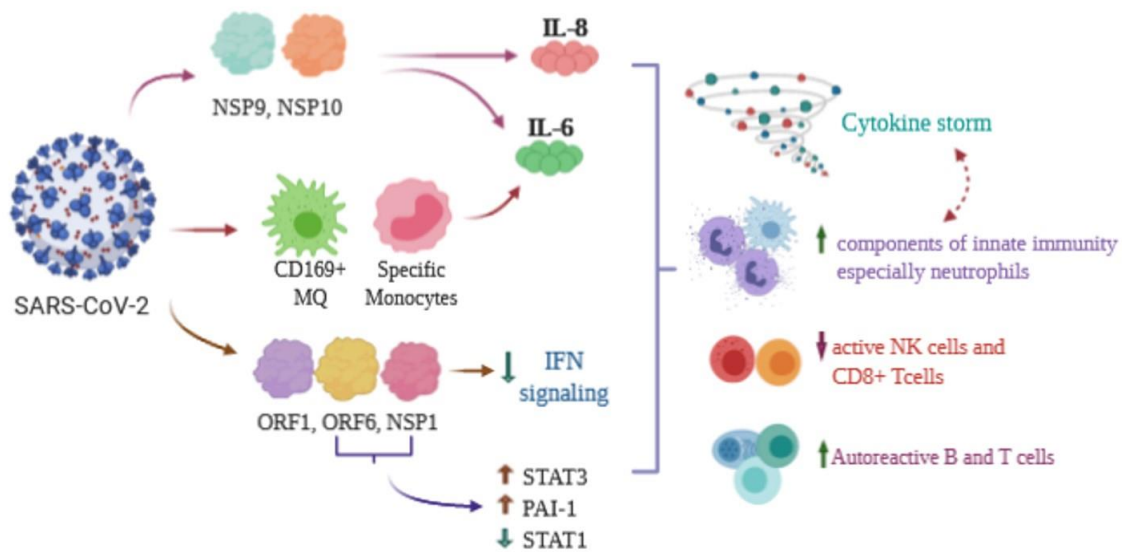 IL-8
NSP9, NSP10
IL-6
Cytokine storm
SARS-CoV-2
CD169+
MQ
Specific
Monocytes
components of innate immunity
especially neutrophils
IFN
signaling
ORF1, ORF6, NSP1
active NK cells and
CD8+ Tcells
STAT3
PAI-1
STAT1
Autoreactive B and T cells